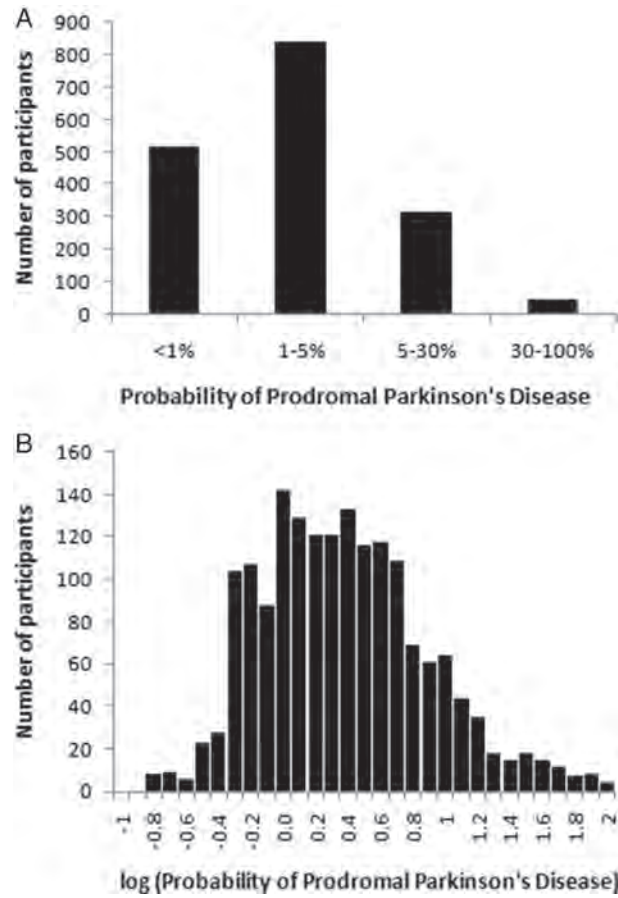 A
900
800
700
600
500
400
300
200
100
0
Number of participants
<1% 1-5% 5-30% 30-100%
Probability of Prodromal Parkinson's Disease
B
160
140
120
100
80
60
40
20
0
Number of participants
-1 -0.8 -0.6 -0.4 -0.2 0.0 0.2 0.4 0.6 0.8 1 1.2 1.4 1.6 1.8 2
log (Probability of Prodromal Parkinson's Disease)